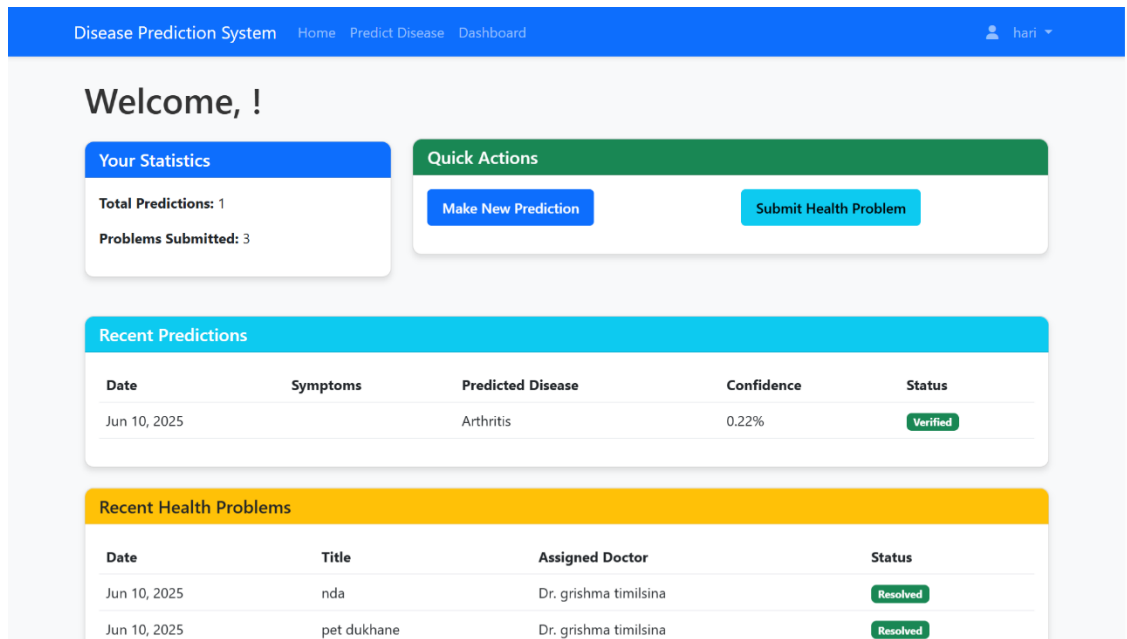 Disease Prediction System Home Predict Disease Dashboard hari
Welcome, !
Your Statistics
Total Predictions: 1
Problems Submitted: 3
Quick Actions
Make New Prediction Submit Health Problem
Recent Predictions
Date Symptoms Predicted Disease Confidence Status
Jun 10, 2025 Arthritis 0.22% Verified
Recent Health Problems
Date Title Assigned Doctor Status
Jun 10, 2025 nda Dr. grishma timilsina Resolved
Jun 10, 2025 pet dukhane Dr. grishma timilsina Resolved